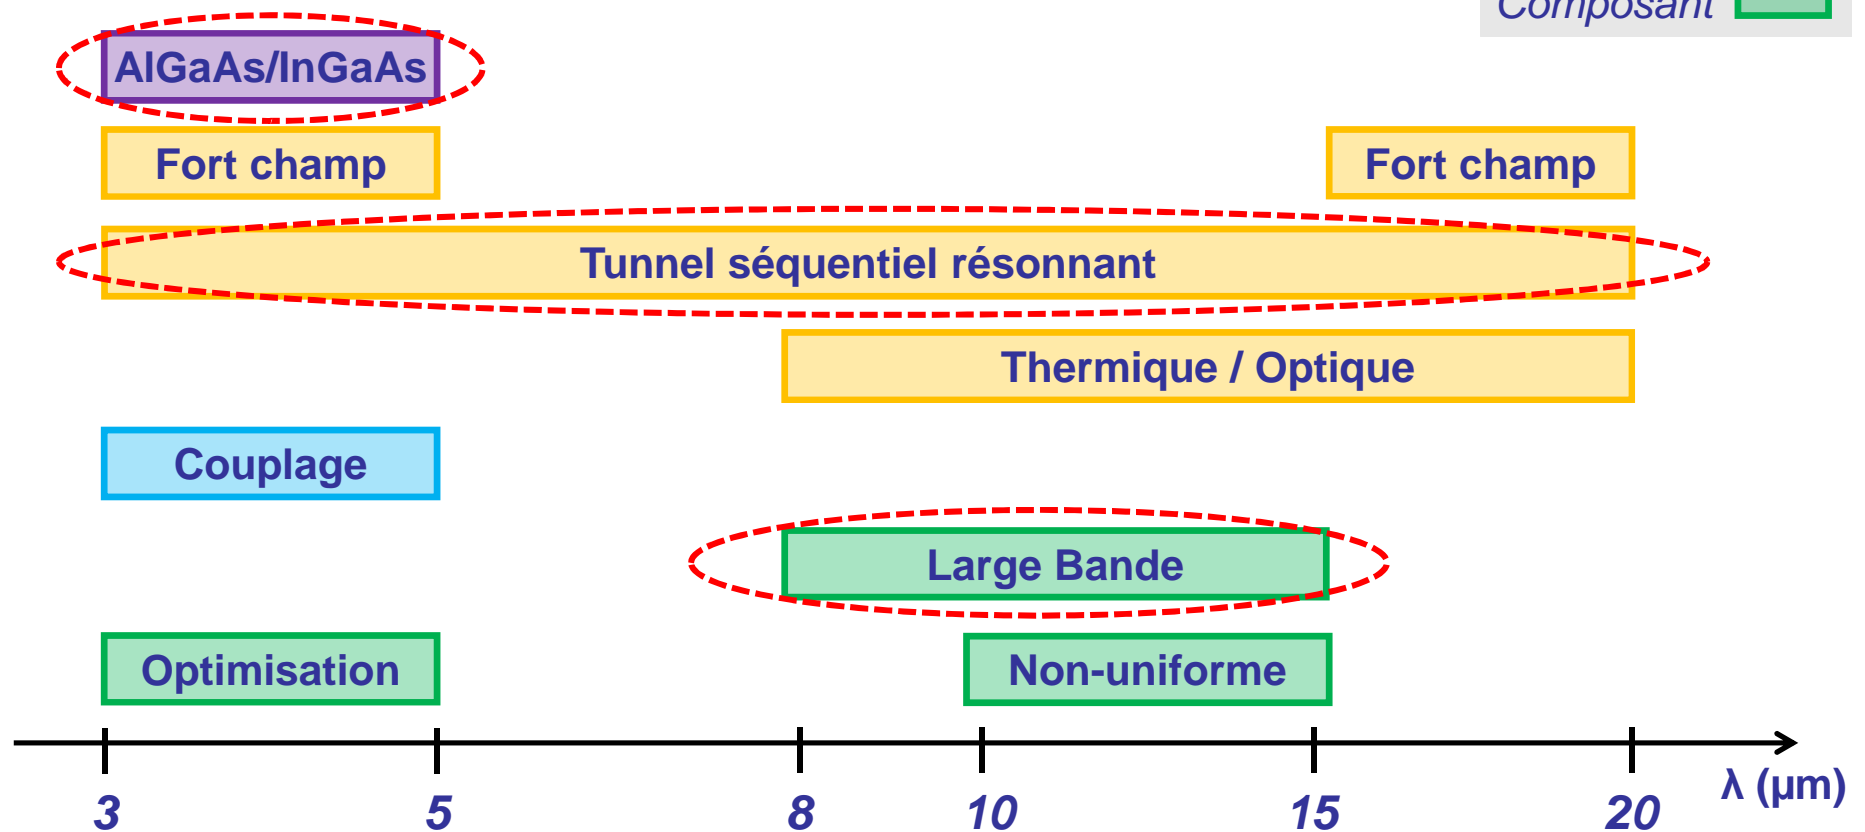 Composant
AlGaAs/InGaAs
Fort champ Fort champ
Tunnel séquentiel résonnant
Thermique / Optique
Couplage
Large Bande
Optimisation Non-uniforme
3 5 8 10 15 20 λ (µm)